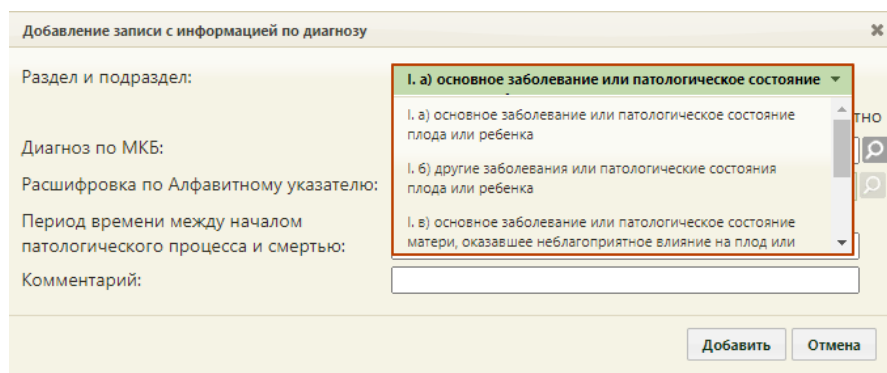 Добавление записи с информацией по диагнозу
Раздел и подраздел:
I. а) основное заболевание или патологическое состояние
I. а) основное заболевание или патологическое состояние
плода или ребенка
тно
Диагноз по МКБ:
I. б) другие заболевания или патологические состояния
плода или ребенка
Расшифровка по Алфавитному указателю:
Период времени между началом
патологического процесса и смертью:
I. в) основное заболевание или патологическое состояние
матери, оказавшее неблагоприятное влияние на плод или
Комментарий:
Добавить
Отмена